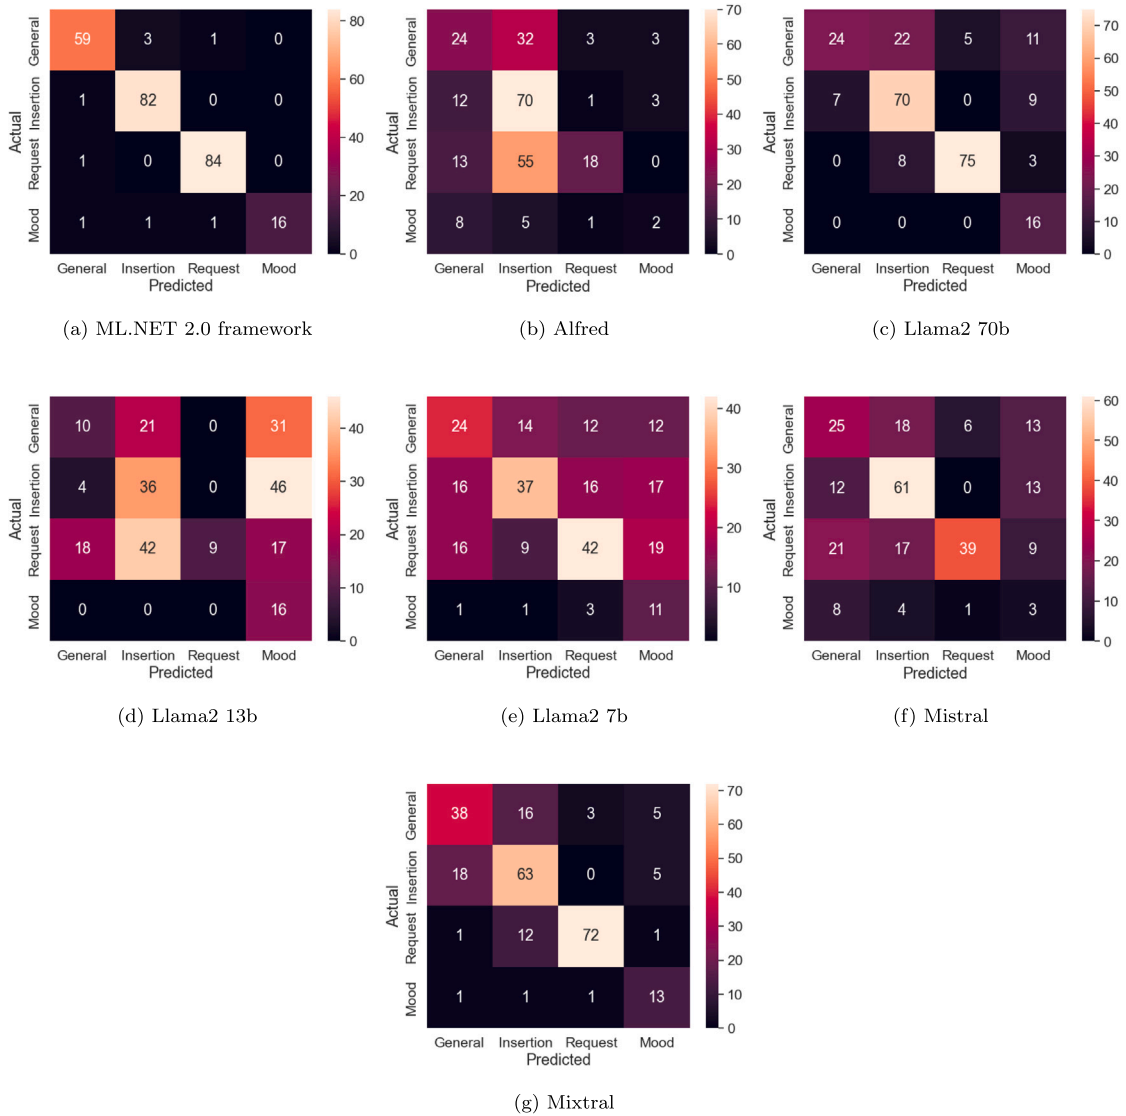 General 59 3 1 0
Insertion 1 82 0 0
Request 1 0 84 0
Mood 1 1 1 16
General Insertion Request Mood
Actual
Predicted
80
60
40
20
0
(a) ML.NET 2.0 framework
General 24 32 3 3
Insertion 12 70 1 3
Request 13 55 18 0
Mood 8 5 1 2
General Insertion Request Mood
Actual
Predicted
70
60
50
40
30
20
10
0
(b) Alfred
General 24 22 5 11
Insertion 7 70 0 9
Request 0 8 75 3
Mood 0 0 0 16
General Insertion Request Mood
Actual
Predicted
70
60
50
40
30
20
10
0
(c) Llama2 70b
General 10 21 0 31
Insertion 4 36 0 46
Request 18 42 9 17
Mood 0 0 0 16
General Insertion Request Mood
Actual
Predicted
40
30
20
10
0
(d) Llama2 13b
General 24 14 12 12
Insertion 16 37 16 17
Request 16 9 42 19
Mood 1 1 3 11
General Insertion Request Mood
Actual
Predicted
40
30
20
10
(e) Llama2 7b
General 25 18 6 13
Insertion 12 61 0 13
Request 21 17 39 9
Mood 8 4 1 3
General Insertion Request Mood
Actual
Predicted
60
50
40
30
20
10
0
(f) Mistral
General 38 16 3 5
Insertion 18 63 0 5
Request 1 12 72 1
Mood 1 1 1 13
General Insertion Request Mood
Actual
Predicted
70
60
50
40
30
20
10
0
(g) Mixtral